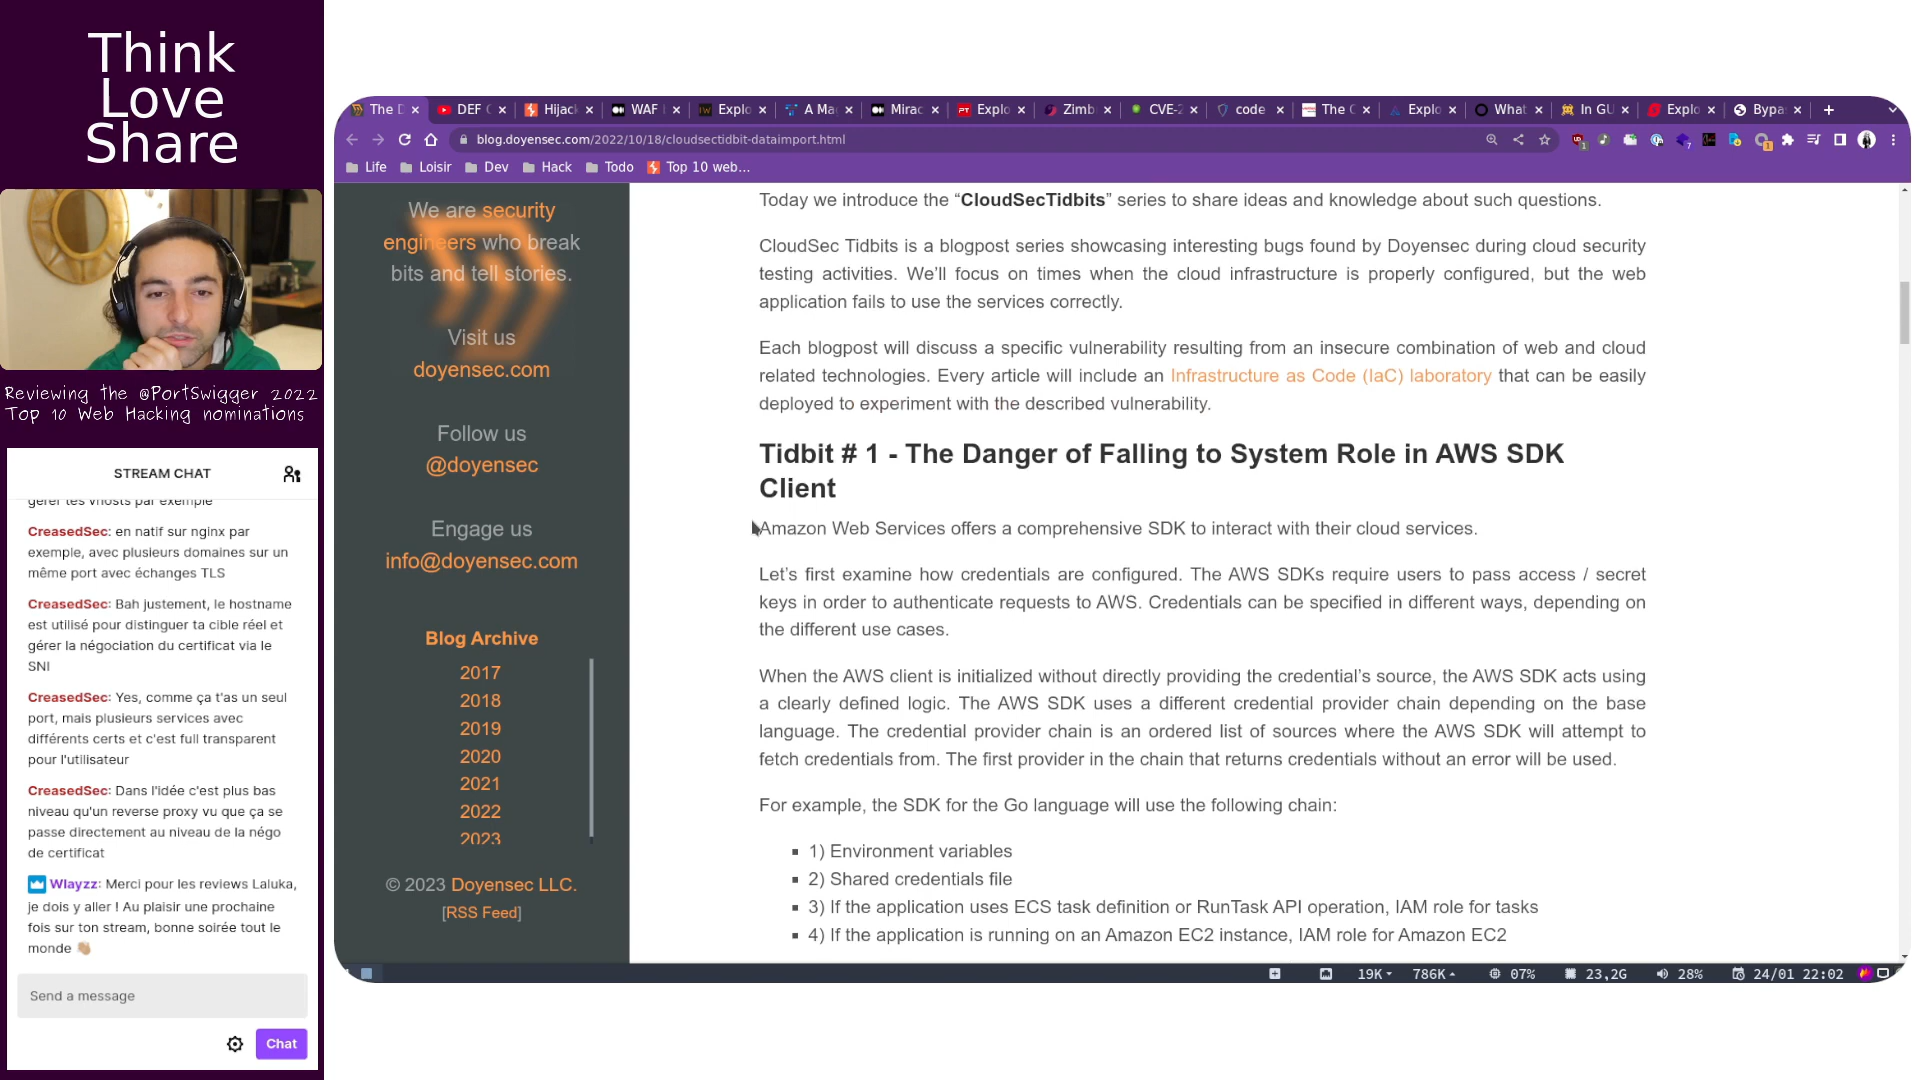 Think
Love
Share
Reviewing the @PortSwigger 2022
Top 10 Web Hacking nominations
STREAM CHAT
gérer tes vhosts par exemple
CreasedSec: en natif sur nginx par
exemple, avec plusieurs domaines sur un
même port avec échanges TLS
CreasedSec: Bah justement, le hostname
est utilisé pour distinguer ta cible réel et
gérer la négociation du certificat via le
SNI
CreasedSec: Yes, comme ça t'as un seul
port, mais plusieurs services avec
différents certs et c'est full transparent
pour l'utilisateur
CreasedSec: Dans l'idée c'est plus bas
niveau qu'un reverse proxy vu que ça se
passe directement au niveau de la négo
de certificat
Wlayzz: Merci pour les reviews Laluka,
je dois y aller ! Au plaisir une prochaine
fois sur ton stream, bonne soirée tout le
monde 👋🏼
Send a message
Chat
The D DEF C Hijack WAF Explo A Ma Mirac Explo Zimb CVE-2 code The C Explo What In GU Explo Bypa
blog.doyensec.com/2022/10/18/cloudsectidbit-dataimport.html
Life Loisir Dev Hack Todo Top 10 web…
We are security
engineers who break
bits and tell stories.
Visit us
doyensec.com
Follow us
@doyensec
Engage us
info@doyensec.com
Blog Archive
2017
2018
2019
2020
2021
2022
2023
© 2023 Doyensec LLC.
[RSS Feed]
Today we introduce the “CloudSecTidbits” series to share ideas and knowledge about such questions.
CloudSec Tidbits is a blogpost series showcasing interesting bugs found by Doyensec during cloud security
testing activities. We’ll focus on times when the cloud infrastructure is properly configured, but the web
application fails to use the services correctly.
Each blogpost will discuss a specific vulnerability resulting from an insecure combination of web and cloud
related technologies. Every article will include an Infrastructure as Code (IaC) laboratory that can be easily
deployed to experiment with the described vulnerability.
Tidbit # 1 - The Danger of Falling to System Role in AWS SDK
Client
Amazon Web Services offers a comprehensive SDK to interact with their cloud services.
Let’s first examine how credentials are configured. The AWS SDKs require users to pass access / secret
keys in order to authenticate requests to AWS. Credentials can be specified in different ways, depending on
the different use cases.
When the AWS client is initialized without directly providing the credential’s source, the AWS SDK acts using
a clearly defined logic. The AWS SDK uses a different credential provider chain depending on the base
language. The credential provider chain is an ordered list of sources where the AWS SDK will attempt to
fetch credentials from. The first provider in the chain that returns credentials without an error will be used.
For example, the SDK for the Go language will use the following chain:
1) Environment variables
2) Shared credentials file
3) If the application uses ECS task definition or RunTask API operation, IAM role for tasks
4) If the application is running on an Amazon EC2 instance, IAM role for Amazon EC2
19K 786K 07% 23,2G 28% 24/01 22:02